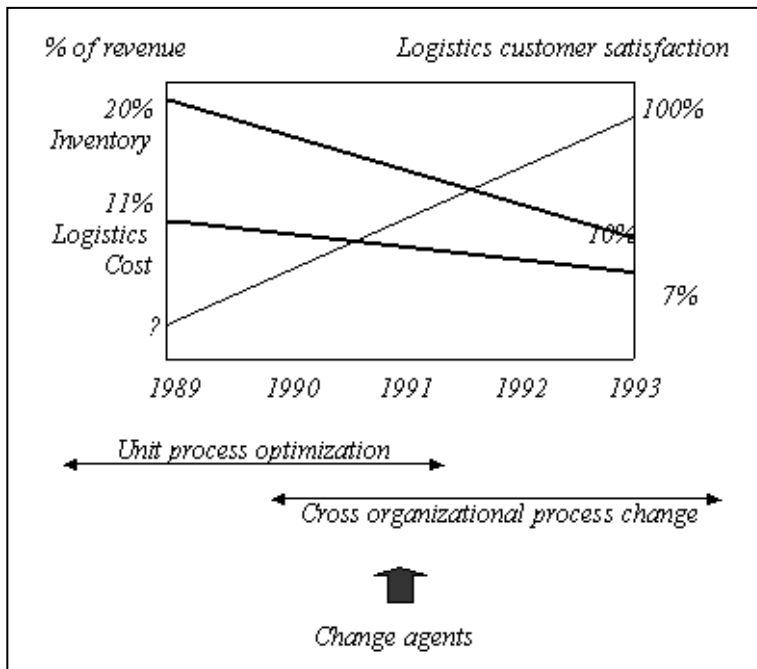 % of revenue
Logistics customer satisfaction
20%
Inventory
100%
11%
Logistics
Cost
10%
7%
?
1989 1990 1991 1992 1993
Unit process optimization
Cross organizational process change
Change agents